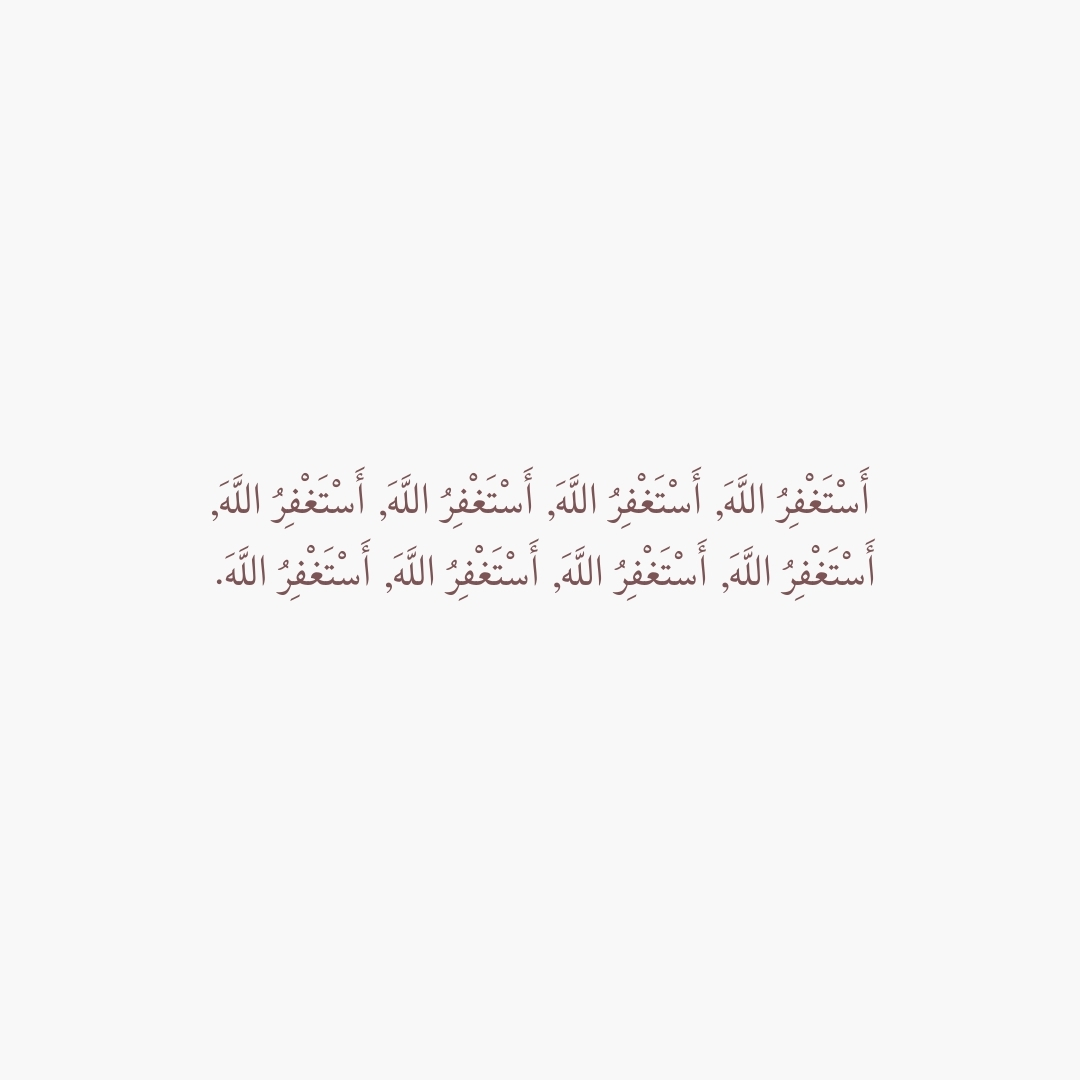 أَسْتَغْفِرُ اللَّهَ, أَسْتَغْفِرُ اللَّهَ, أَسْتَغْفِرُ اللَّهَ, أَسْتَغْفِرُ اللَّهَ,
أَسْتَغْفِرُ اللَّهَ, أَسْتَغْفِرُ اللَّهَ, أَسْتَغْفِرُ اللَّهَ, أَسْتَغْفِرُ اللَّهَ.